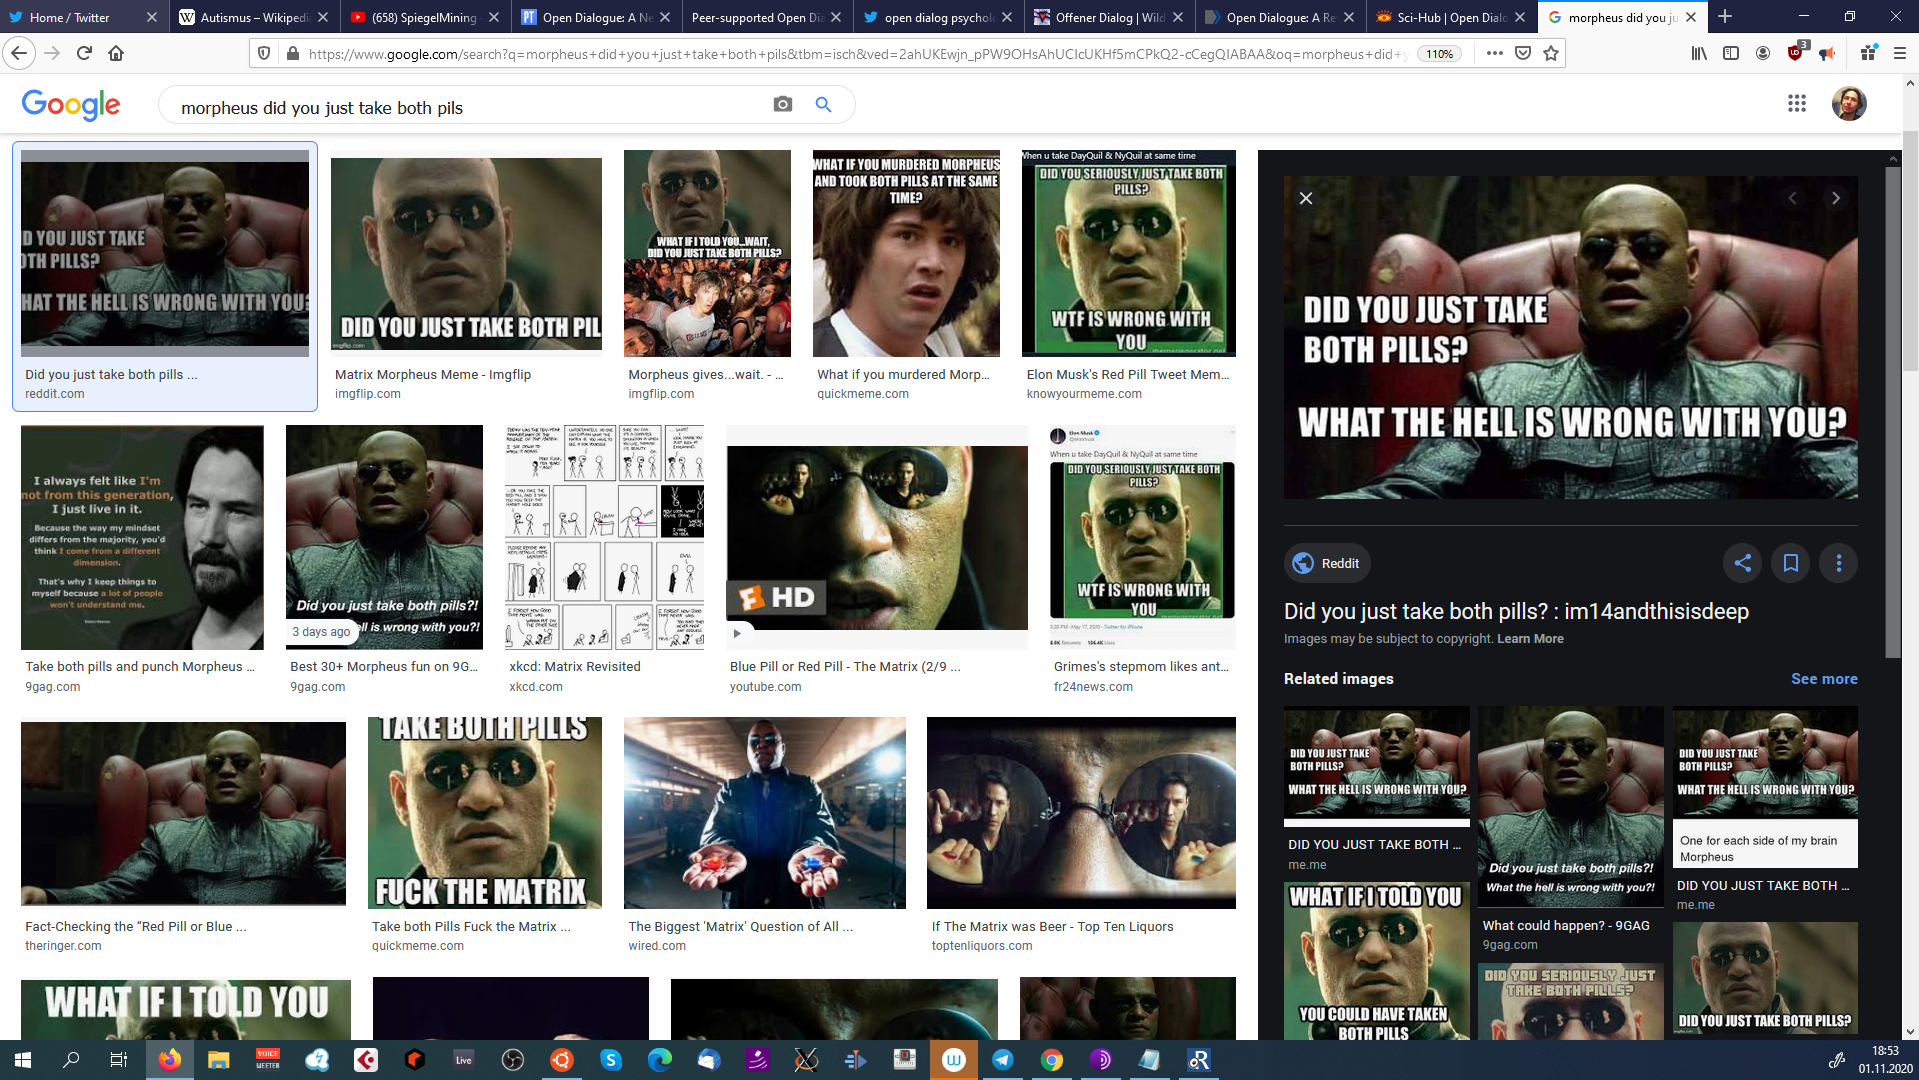 Home / Twitter
Autismus – Wikipedi
(658) SpiegelMining -
Open Dialogue: A Ne
Peer-supported Open Di
open dialog psychol
Offener Dialog | Wild
Open Dialogue: A Re
Sci-Hub | Open Dialo
morpheus did you ju
https://www.google.com/search?q=morpheus+did+you+just+take+both+pils&tbm=isch&ved=2ahUKEwjn_pPW9OHsAhUCIcUKHf5mCPkQ2-cCegQIABAA&oq=morpheus+did+y
110%
3
Google
morpheus did you just take both pils
D YOU JUST TAKE
OTH PILLS?
HAT THE HELL IS WRONG WITH YOU?
Did you just take both pills ...
reddit.com
DID YOU JUST TAKE BOTH PIL
imgflip.com
Matrix Morpheus Meme - Imgflip
imgflip.com
WHAT IF I TOLD YOU...WAIT,
DID YOU JUST TAKE BOTH PILLS?
Morpheus gives...wait. - ...
imgflip.com
WHAT IF YOU MURDERED MORPHEUS
AND TOOK BOTH PILLS AT THE SAME
TIME?
What if you murdered Morp...
quickmeme.com
When u take DayQuil & NyQuil at same time
DID YOU SERIOUSLY JUST TAKE BOTH
PILLS?
WTF IS WRONG WITH
YOU
memegenerator.net
Elon Musk's Red Pill Tweet Mem...
knowyourmeme.com
I always felt like I'm
not from this generation,
I just live in it.
Because the way my mindset
differs from the majority, you'd
think I come from a different
dimension.
That's why I keep things to
myself because a lot of people
won't understand me.
Take both pills and punch Morpheus ...
9gag.com
Did you just take both pills?!
ell is wrong with you?!
3 days ago
Best 30+ Morpheus fun on 9G...
9gag.com
xkcd: Matrix Revisited
xkcd.com
HD
Blue Pill or Red Pill - The Matrix (2/9 ...
youtube.com
Elon Musk
When u take DayQuil & NyQuil at same time
DID YOU SERIOUSLY JUST TAKE BOTH
PILLS?
WTF IS WRONG WITH
YOU
Grimes's stepmom likes ant...
fr24news.com
Fact-Checking the “Red Pill or Blue ...
theringer.com
TAKE BOTH PILLS
FUCK THE MATRIX
Take both Pills Fuck the Matrix ...
quickmeme.com
The Biggest 'Matrix' Question of All ...
wired.com
If The Matrix was Beer - Top Ten Liquors
toptenliquors.com
WHAT IF I TOLD YOU
DID YOU JUST TAKE
BOTH PILLS?
WHAT THE HELL IS WRONG WITH YOU?
Reddit
Did you just take both pills? : im14andthisisdeep
Images may be subject to copyright. Learn More
Related images
See more
DID YOU JUST TAKE
BOTH PILLS?
WHAT THE HELL IS WRONG WITH YOU?
DID YOU JUST TAKE BOTH ...
me.me
Did you just take both pills?!
What the hell is wrong with you?!
What could happen? - 9GAG
9gag.com
DID YOU JUST TAKE
BOTH PILLS?
WHAT THE HELL IS WRONG WITH YOU?
One for each side of my brain
Morpheus
DID YOU JUST TAKE BOTH ...
me.me
WHAT IF I TOLD YOU
YOU COULD HAVE TAKEN
BOTH PILLS
DID YOU SERIOUSLY JUST
TAKE BOTH PILLS?
DID YOU JUST TAKE BOTH PILLS?
VOICE
MEETER
Live
18:53
01.11.2020